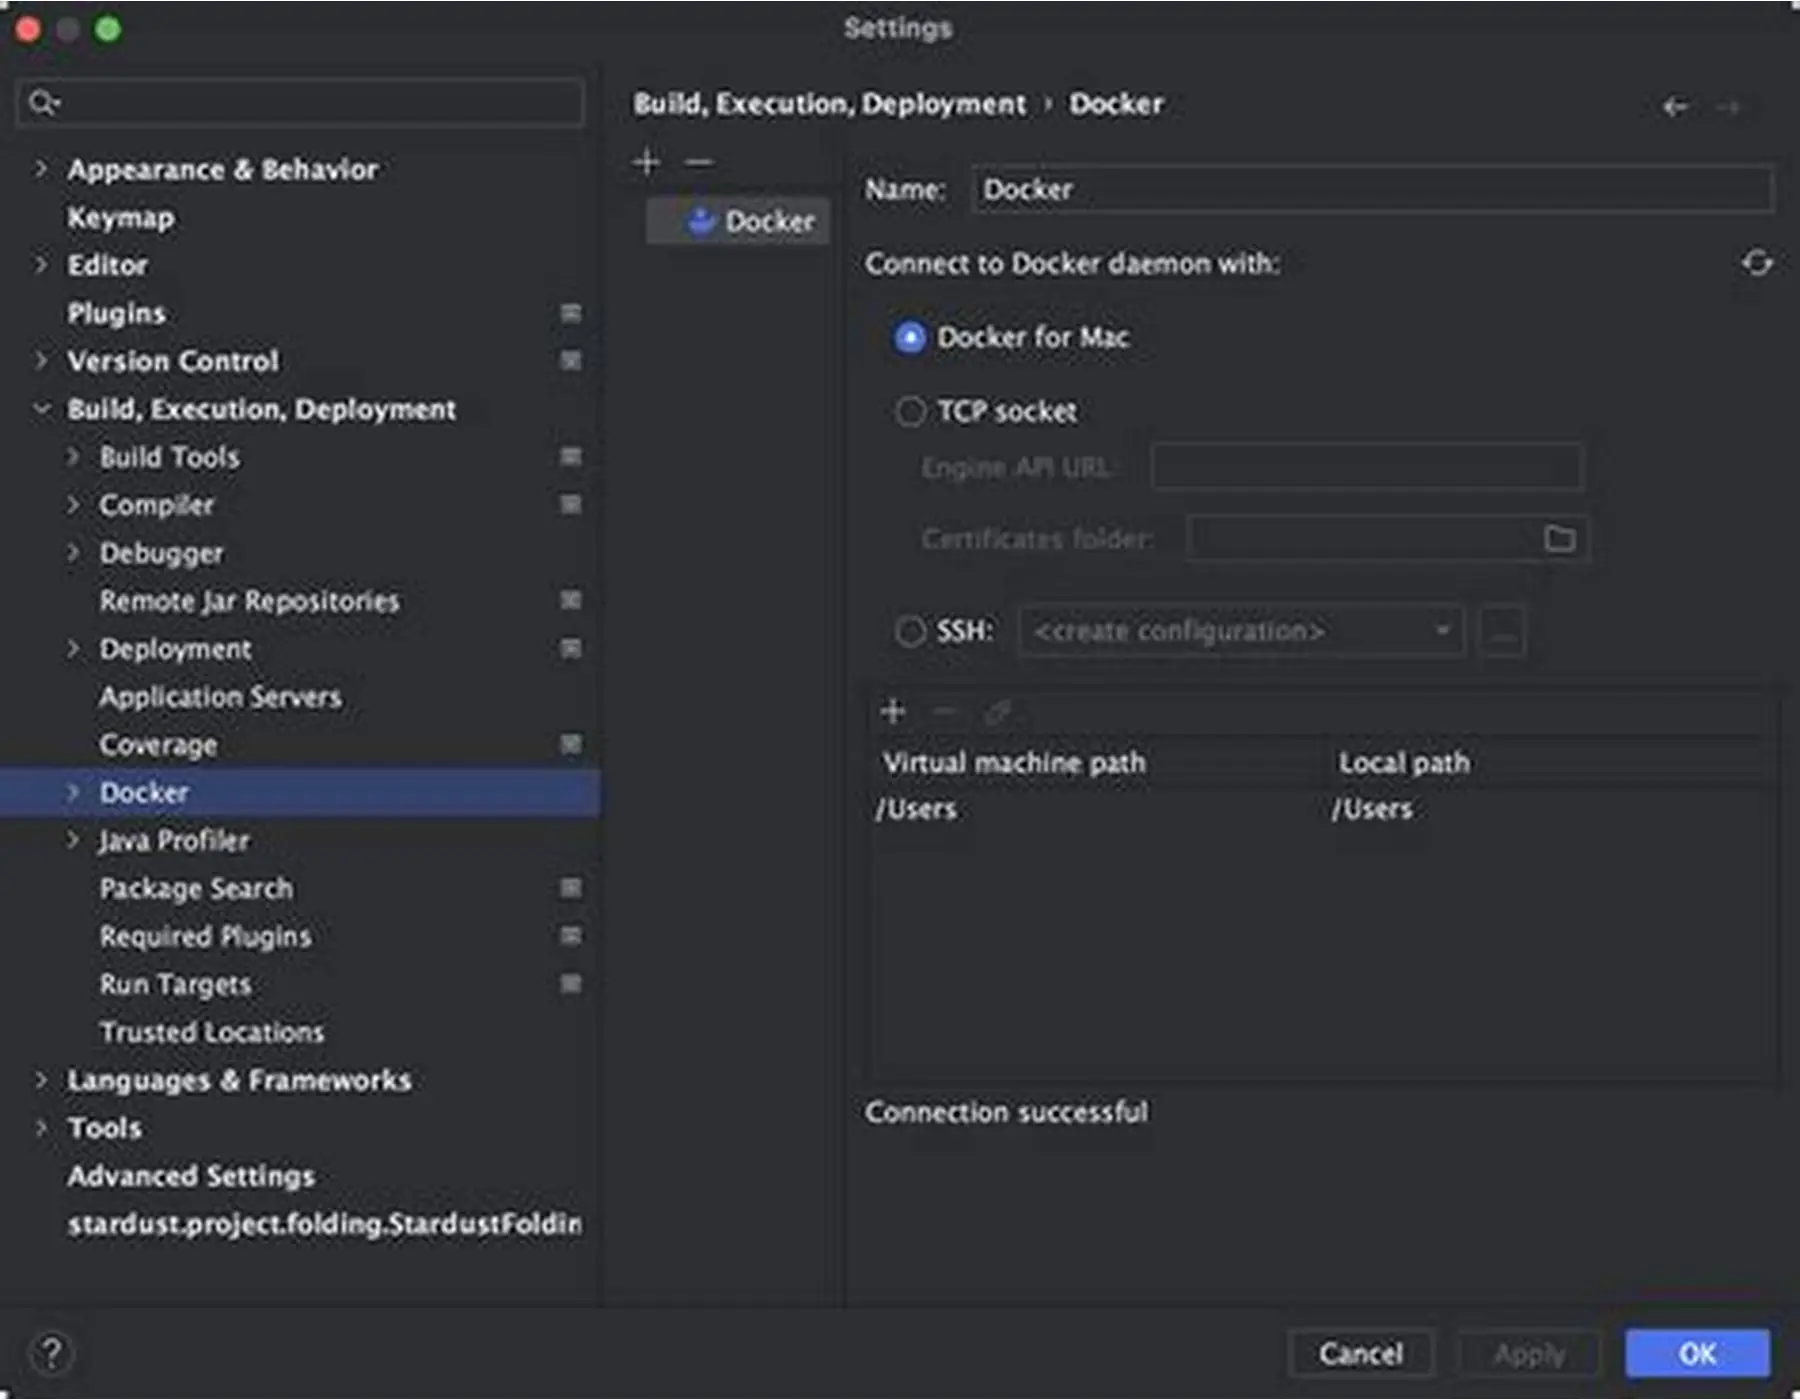 Settings
Appearance & Behavior
Keymap
Editor
Plugins
Version Control
Build, Execution, Deployment
Build Tools
Compiler
Debugger
Remote Jar Repositories
Deployment
Application Servers
Coverage
Docker
Java Profiler
Package Search
Required Plugins
Run Targets
Trusted Locations
Languages & Frameworks
Tools
Advanced Settings
stardust.project.folding.StardustFoldin
Build, Execution, Deployment › Docker
Docker
Name: Docker
Connect to Docker daemon with:
Docker for Mac
TCP socket
Engine API URL:
Certificates folder:
SSH: <create configuration> ...
Virtual machine path Local path
/Users /Users
Connection successful
? Cancel Apply OK